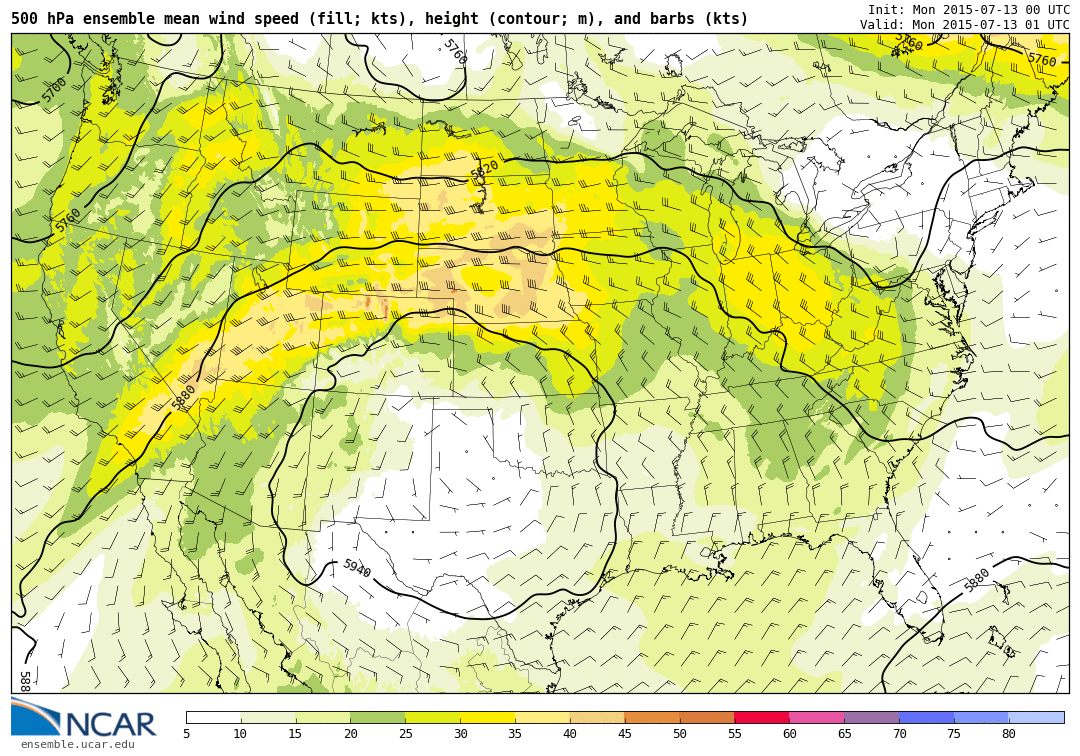 500 hPa ensemble mean wind speed (fill; kts), height (contour; m), and barbs (kts)
Init: Mon 2015-07-13 00 UTC
Valid: Mon 2015-07-13 01 UTC
5760
5760
5760
5700
5820
5760
5880
5940
5880
588
NCAR
ensemble.ucar.edu
5 10 15 20 25 30 35 40 45 50 55 60 65 70 75 80